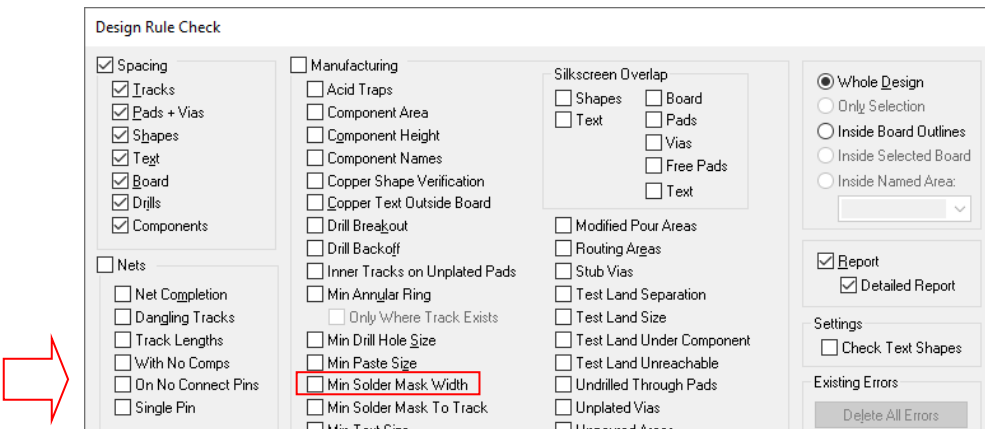 Design Rule Check
Spacing
Tracks
Pads + Vias
Shapes
Text
Board
Drills
Components
Nets
Net Completion
Dangling Tracks
Track Lengths
With No Comps
On No Connect Pins
Single Pin
Manufacturing
Acid Traps
Component Area
Component Height
Component Names
Copper Shape Verification
Copper Text Outside Board
Drill Breakout
Drill Backoff
Inner Tracks on Unplated Pads
Min Annular Ring
Only Where Track Exists
Min Drill Hole Size
Min Paste Size
Min Solder Mask Width
Min Solder Mask To Track
Min Text Size
Silkscreen Overlap
Shapes
Text
Board
Pads
Vias
Free Pads
Text
Modified Pour Areas
Routing Areas
Stub Vias
Test Land Separation
Test Land Size
Test Land Under Component
Test Land Unreachable
Undrilled Through Pads
Unplated Vias
Unpoured Areas
Whole Design
Only Selection
Inside Board Outlines
Inside Selected Board
Inside Named Area:
Report
Detailed Report
Settings
Check Text Shapes
Existing Errors
Delete All Errors